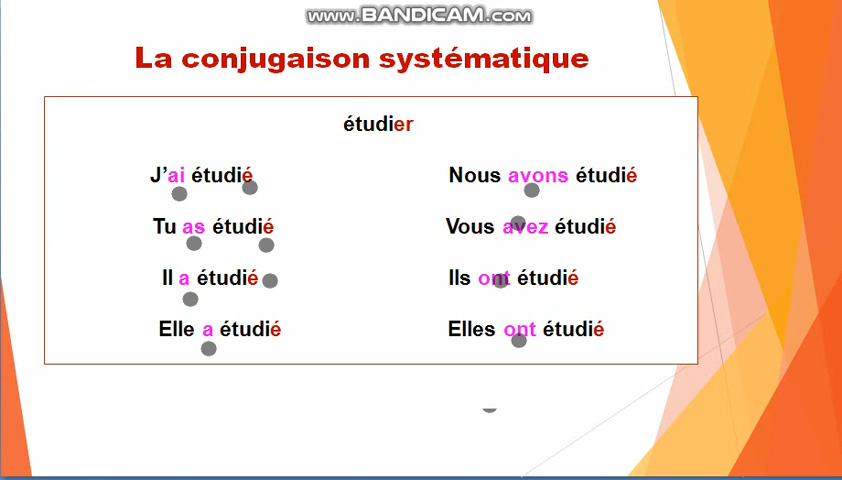 www.BANDICAM.com
La conjugaison systématique
étudier
J'ai étudié
Tu as étudié
Il a étudié
Elle a étudié
Nous avons étudié
Vous avez étudié
Ils ont étudié
Elles ont étudié